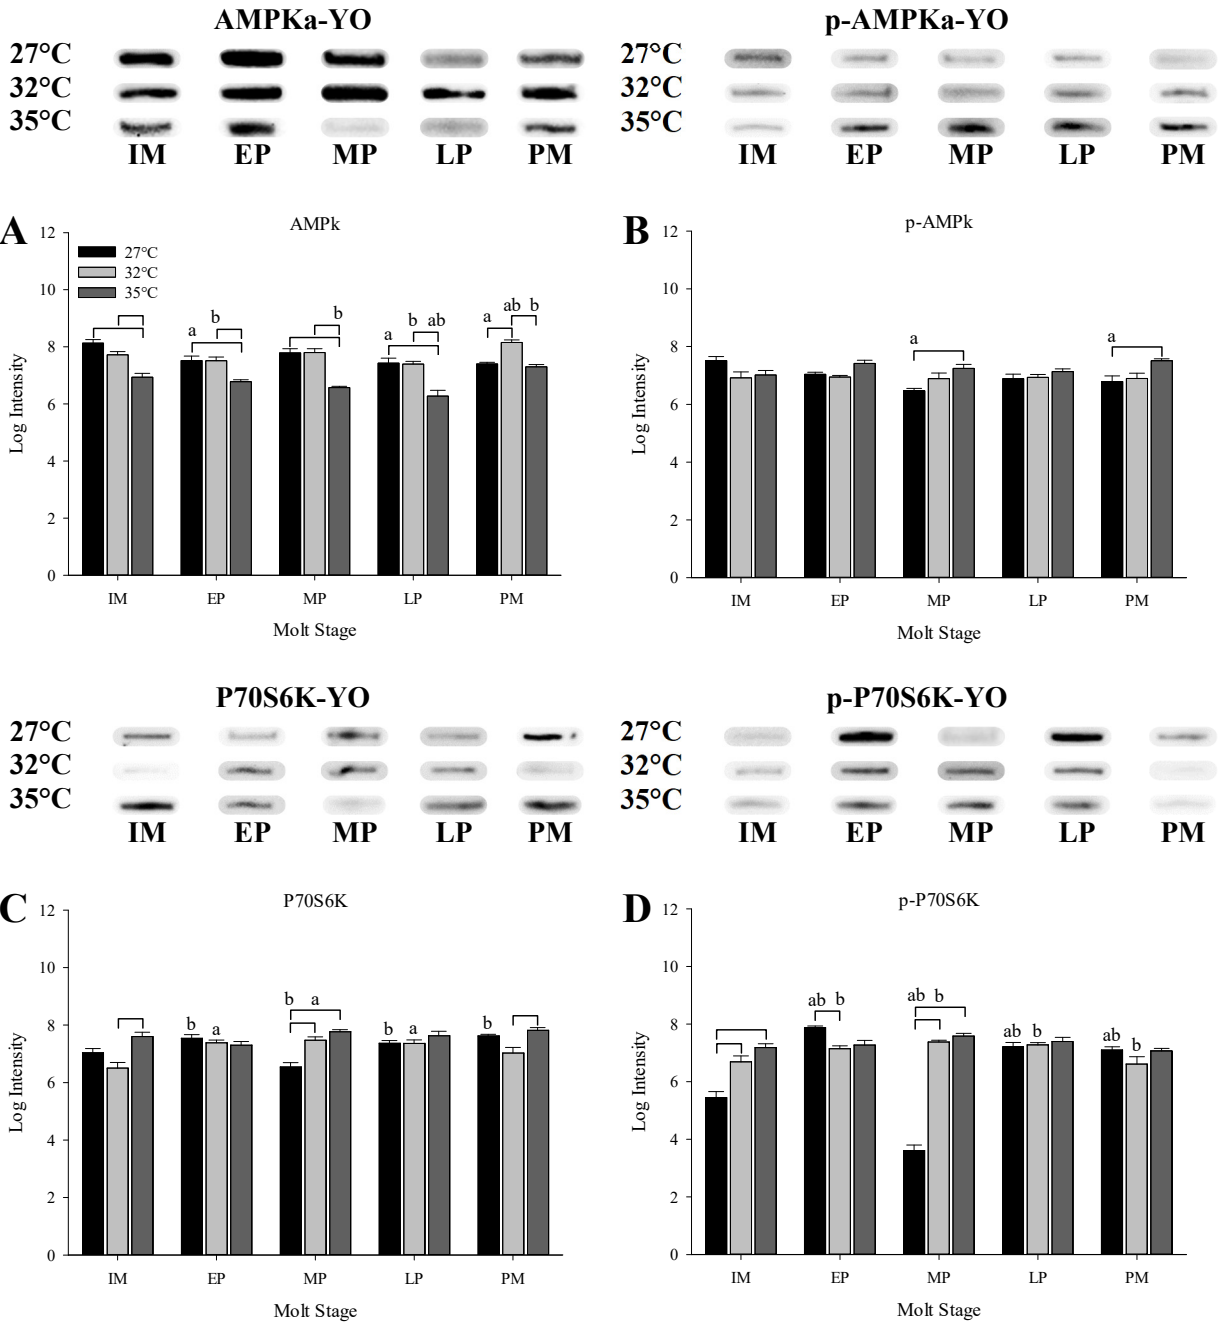 AMPKa-YO
27°C
32°C
35°C
IM EP MP LP PM
p-AMPKa-YO
27°C
32°C
35°C
IM EP MP LP PM
A
AMPk
27°C
32°C
35°C
12
10
8
6
4
2
0
Log Intensity
a b b a b ab a ab b
IM EP MP LP PM
Molt Stage
B
p-AMPk
12
10
8
6
4
2
0
Log Intensity
a a
IM EP MP LP PM
Molt Stage
P70S6K-YO
27°C
32°C
35°C
IM EP MP LP PM
p-P70S6K-YO
27°C
32°C
35°C
IM EP MP LP PM
C
P70S6K
12
10
8
6
4
2
0
Log Intensity
b a b a b a b
IM EP MP LP PM
Molt Stage
D
p-P70S6K
12
10
8
6
4
2
0
Log Intensity
ab b ab b ab b ab b
IM EP MP LP PM
Molt Stage